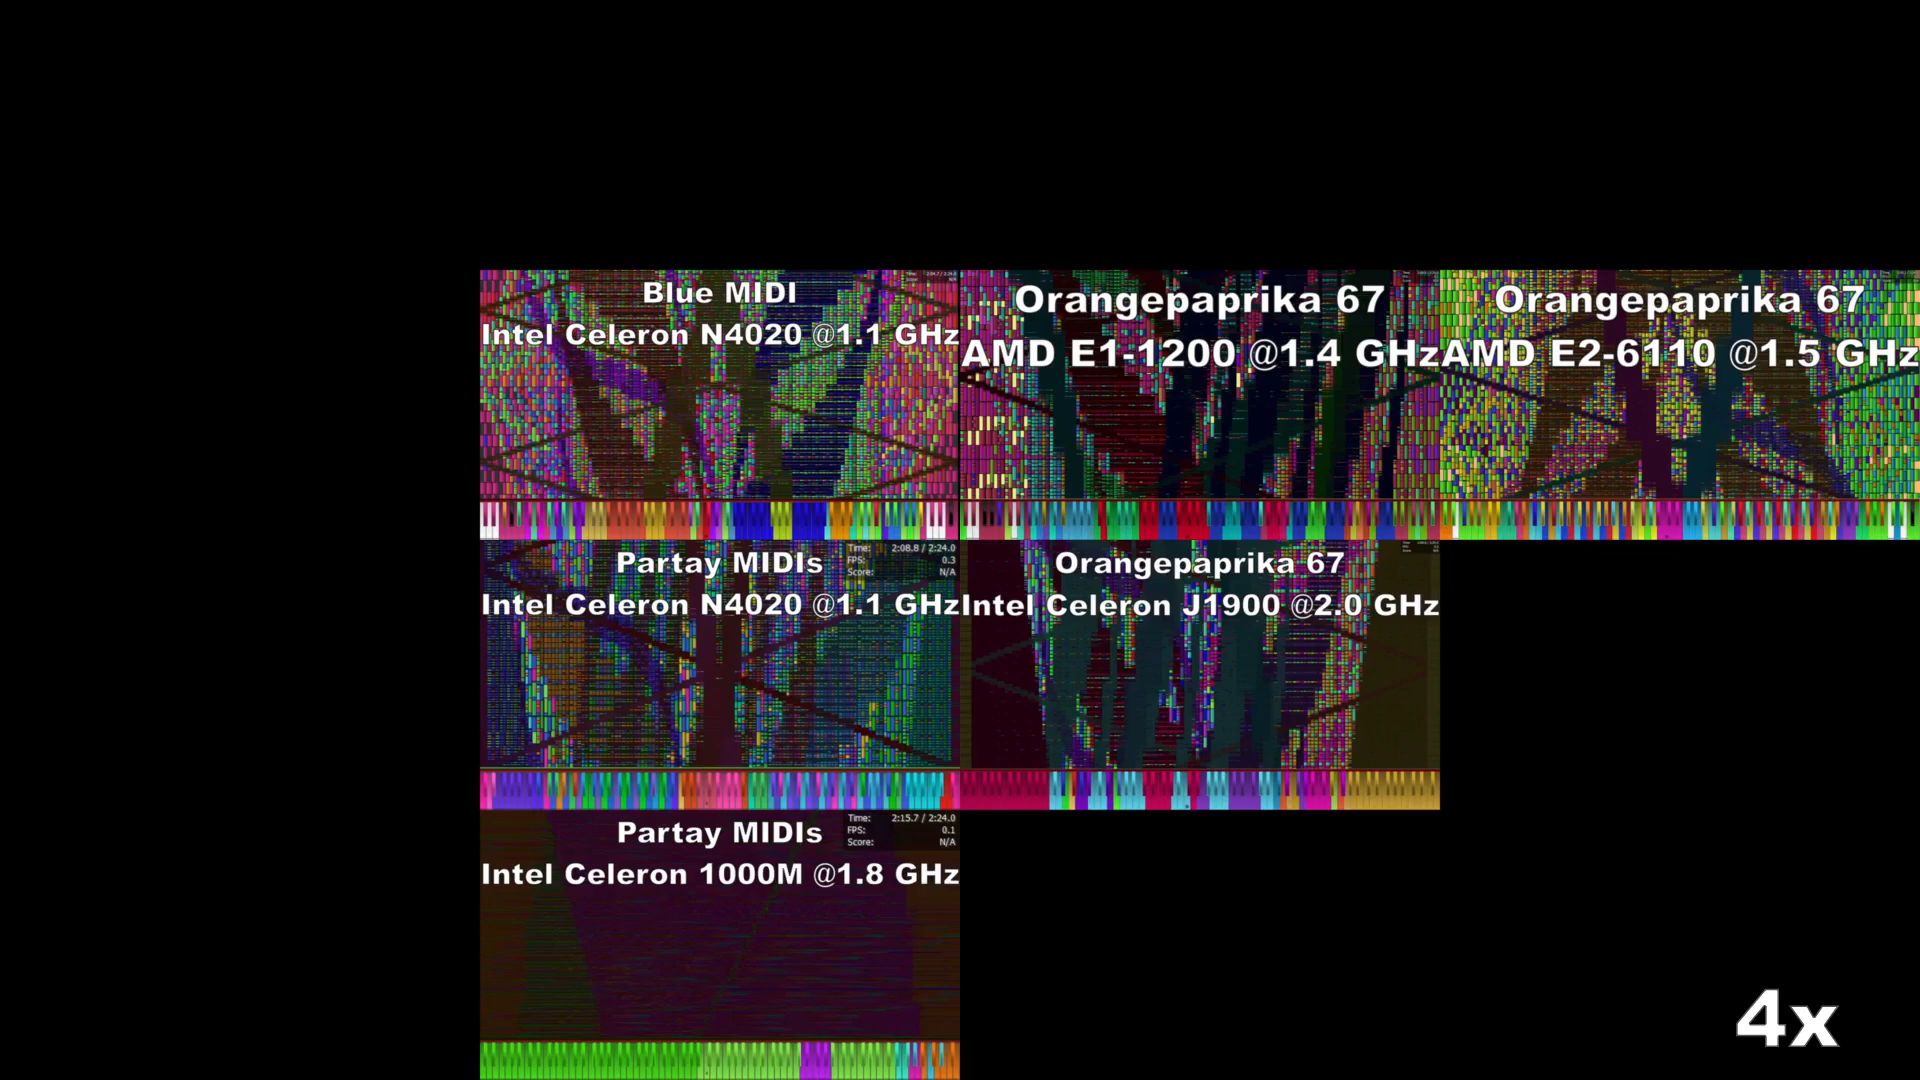 Blue MIDI
Intel Celeron N4020 @1.1 GHz
Orangepaprika 67
AMD E1-1200 @1.4 GHz
Orangepaprika 67
AMD E2-6110 @1.5 GHz
Partay MIDIs
Intel Celeron N4020 @1.1 GHz
Time: 2:08.8 / 2:24.0
FPS: 0.3
Score: N/A
Orangepaprika 67
Intel Celeron J1900 @2.0 GHz
Partay MIDIs
Intel Celeron 1000M @1.8 GHz
Time: 2:15.7 / 2:24.0
FPS: 0.1
Score: N/A
4x